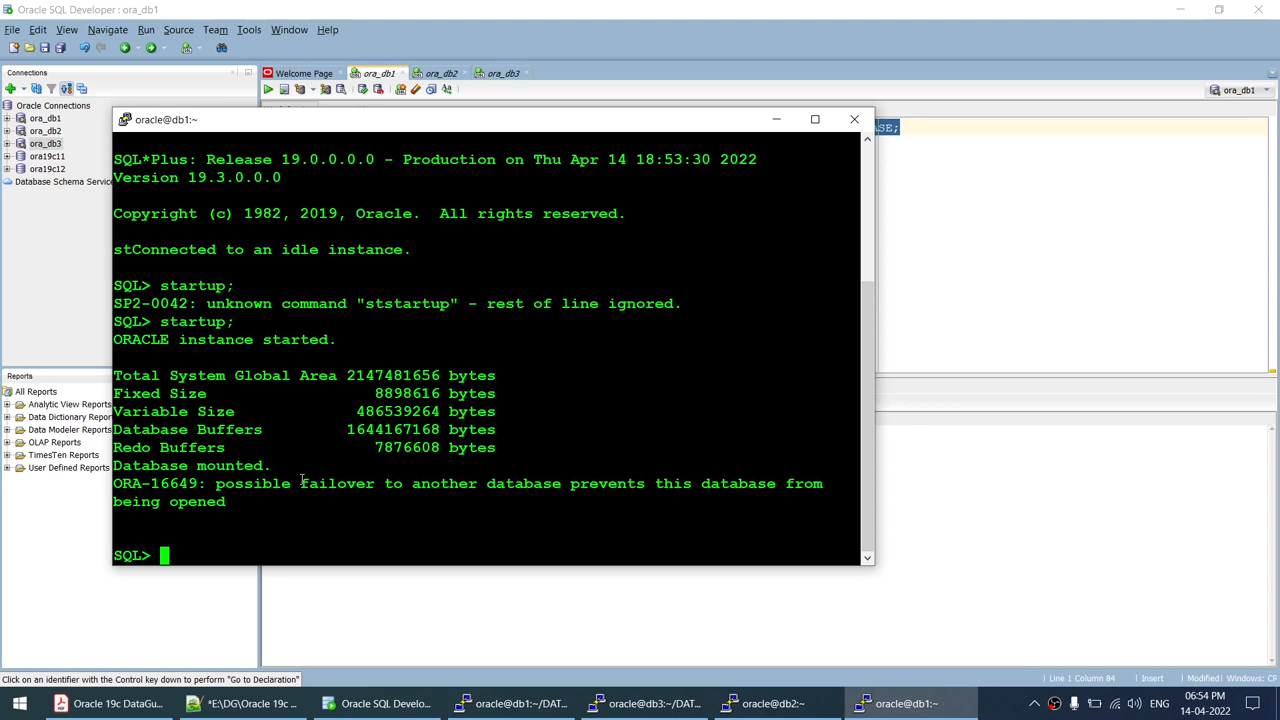 Oracle SQL Developer : ora_db1
File Edit View Navigate Run Source Team Tools Window Help
Connections
Welcome Page ora_db1 ora_db2 ora_db3
Oracle Connections
ora_db1
ora_db2
ora_db3
ora19c11
ora19c12
Database Schema Service
ora_db1
ASE;
oracle@db1:~
SQL*Plus: Release 19.0.0.0.0 - Production on Thu Apr 14 18:53:30 2022
Version 19.3.0.0.0
Copyright (c) 1982, 2019, Oracle.  All rights reserved.
stConnected to an idle instance.
SQL> startup;
SP2-0042: unknown command "ststartup" - rest of line ignored.
SQL> startup;
ORACLE instance started.
Total System Global Area 2147481656 bytes
Fixed Size 8898616 bytes
Variable Size 486539264 bytes
Database Buffers 1644167168 bytes
Redo Buffers 7876608 bytes
Database mounted.
ORA-16649: possible failover to another database prevents this database from
being opened
SQL>
Reports
All Reports
Analytic View Reports
Data Dictionary Report
Data Modeler Reports
OLAP Reports
TimesTen Reports
User Defined Reports
Click on an identifier with the Control key down to perform "Go to Declaration"
Line 1 Column 84 Insert Modified Windows: CR
Oracle 19c DataGu... *E:\DG\Oracle 19c ... Oracle SQL Develo... oracle@db1:~/DAT... oracle@db3:~/DAT... oracle@db2:~ oracle@db1:~
ENG
06:54 PM
14-04-2022